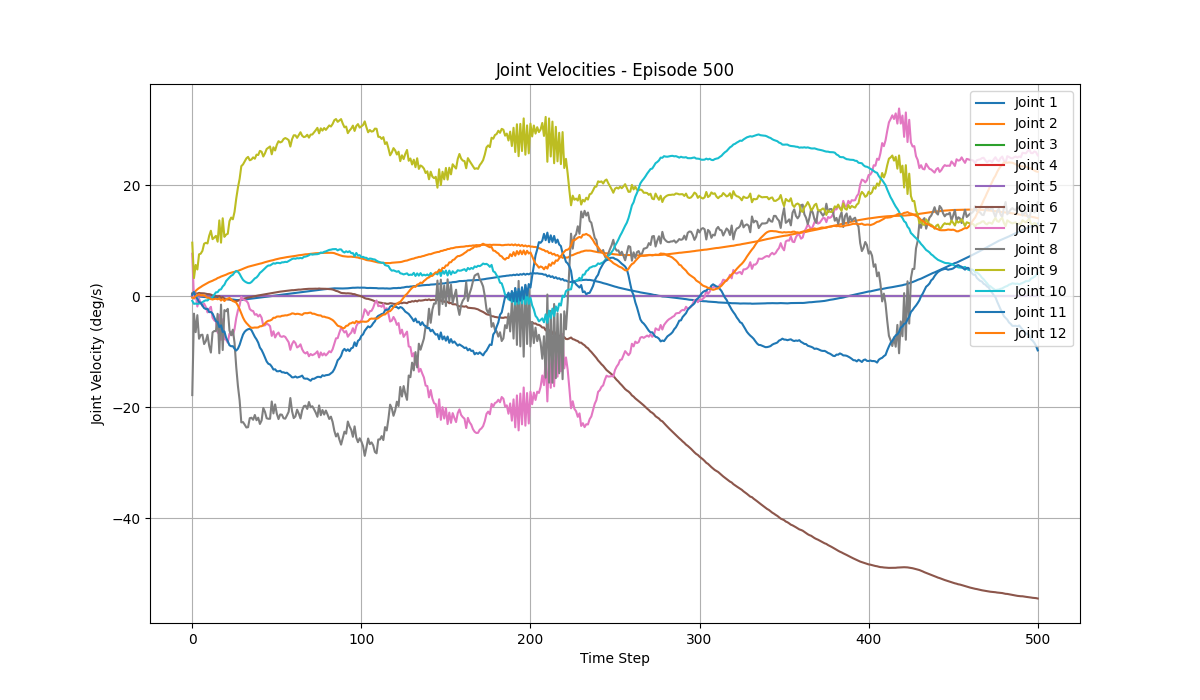 Joint Velocities - Episode 500
Joint Velocity (deg/s)
20
0
−20
−40
0 100 200 300 400 500
Time Step
Joint 1
Joint 2
Joint 3
Joint 4
Joint 5
Joint 6
Joint 7
Joint 8
Joint 9
Joint 10
Joint 11
Joint 12